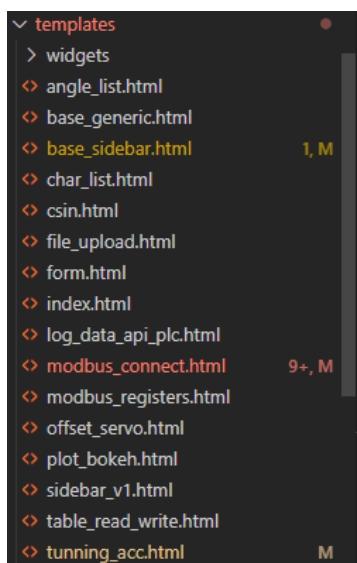 templates
widgets
angle_list.html
base_generic.html
base_sidebar.html 1, M
char_list.html
csin.html
file_upload.html
form.html
index.html
log_data_api_plc.html
modbus_connect.html 9+, M
modbus_registers.html
offset_servo.html
plot_bokeh.html
sidebar_v1.html
table_read_write.html
tunning_acc.html M